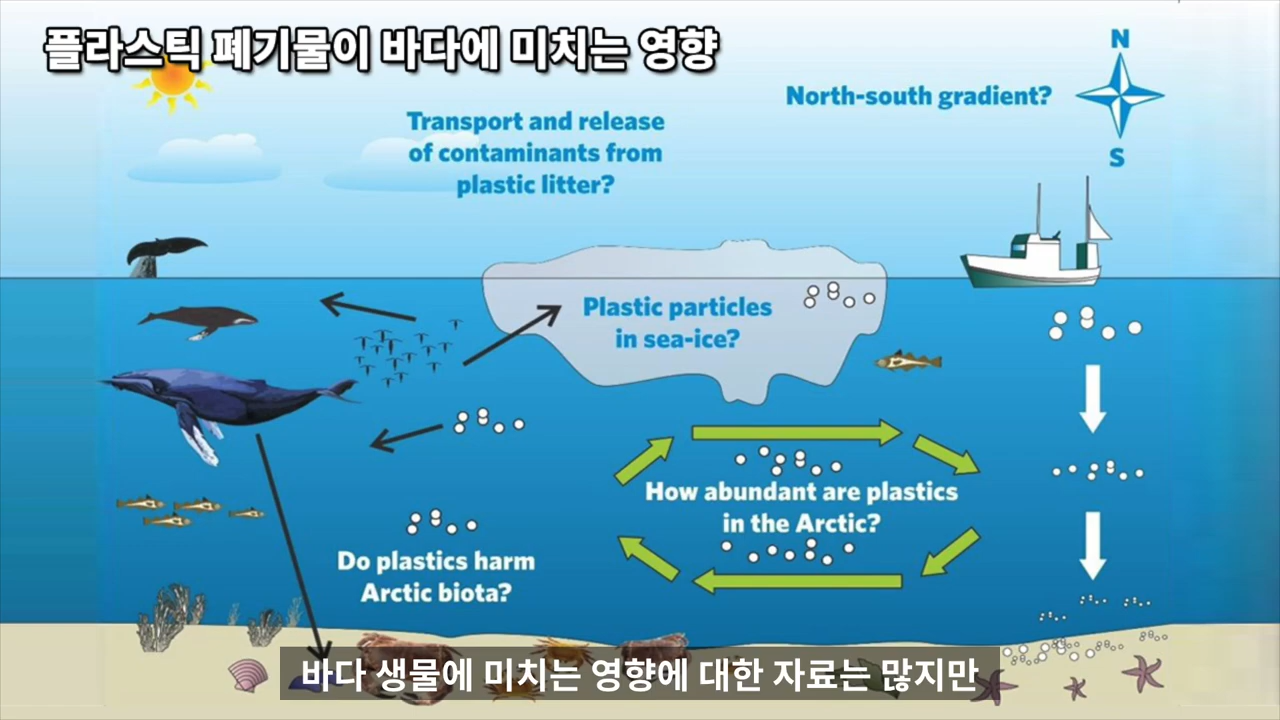 플라스틱 폐기물이 바다에 미치는 영향
N
North-south gradient?
S
Transport and release
of contaminants from
plastic litter?
Plastic particles
in sea-ice?
How abundant are plastics
in the Arctic?
Do plastics harm
Arctic biota?
바다 생물에 미치는 영향에 대한 자료는 많지만